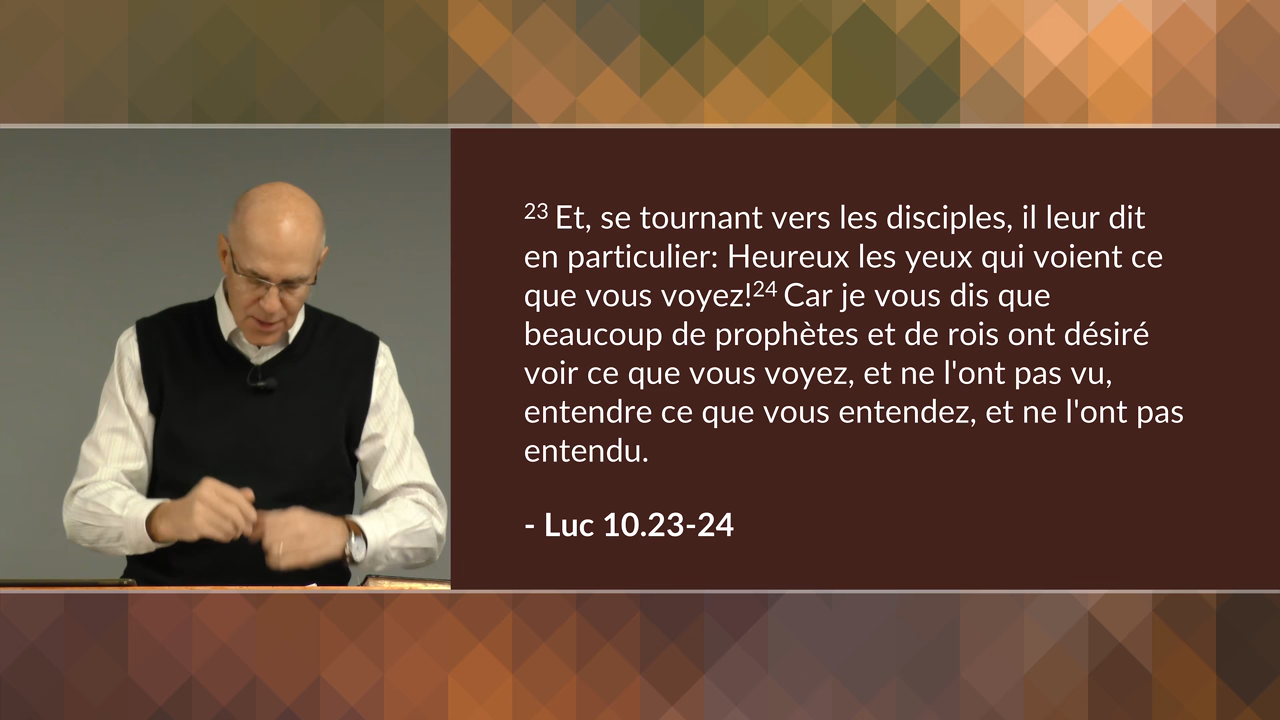 23 Et, se tournant vers les disciples, il leur dit
en particulier: Heureux les yeux qui voient ce
que vous voyez!24 Car je vous dis que
beaucoup de prophètes et de rois ont désiré
voir ce que vous voyez, et ne l'ont pas vu,
entendre ce que vous entendez, et ne l'ont pas
entendu.
- Luc 10.23-24